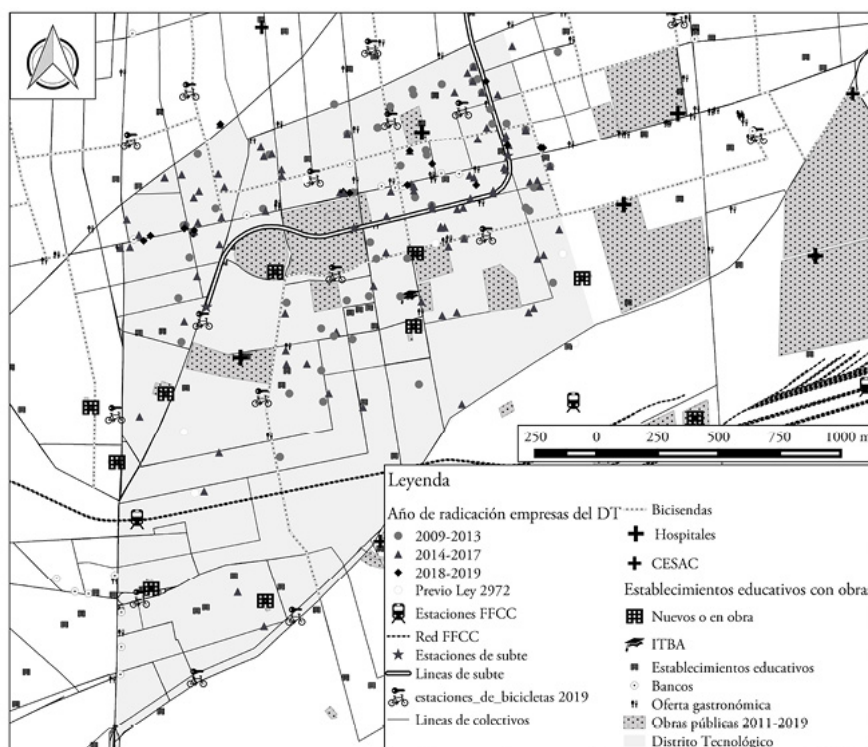 250 0 250 500 750 1000 m
Leyenda
Año de radicación empresas del DT
2009-2013
2014-2017
2018-2019
Previo Ley 2972
Estaciones FFCC
Red FFCC
Estaciones de subte
Lineas de subte
estaciones_de_bicicletas 2019
Lineas de colectivos
Bicisendas
Hospitales
CESAC
Establecimientos educativos con obra
Nuevos o en obra
ITBA
Establecimientos educativos
Bancos
Oferta gastronómica
Obras públicas 2011-2019
Distrito Tecnológico